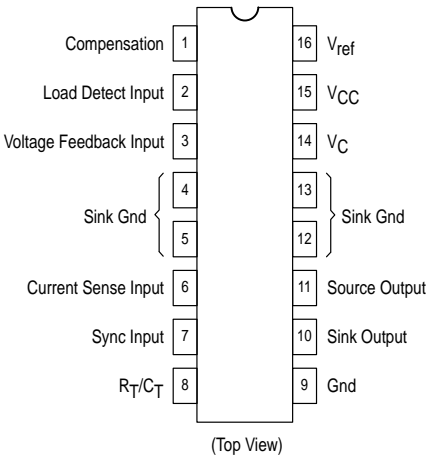 Compensation 1 16 Vref
Load Detect Input 2 15 VCC
Voltage Feedback Input 3 14 VC
4 13
Sink Gnd Sink Gnd
5 12
Current Sense Input 6 11 Source Output
Sync Input 7 10 Sink Output
RT/CT 8 9 Gnd
(Top View)